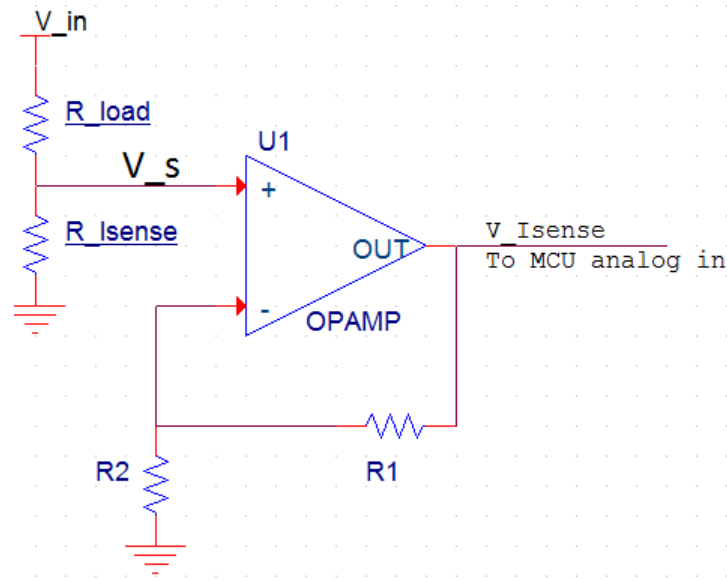 V_in
R_load
U1
V_s
+
R_Isense
OUT
V_Isense
To MCU analog in
-
OPAMP
R2
R1